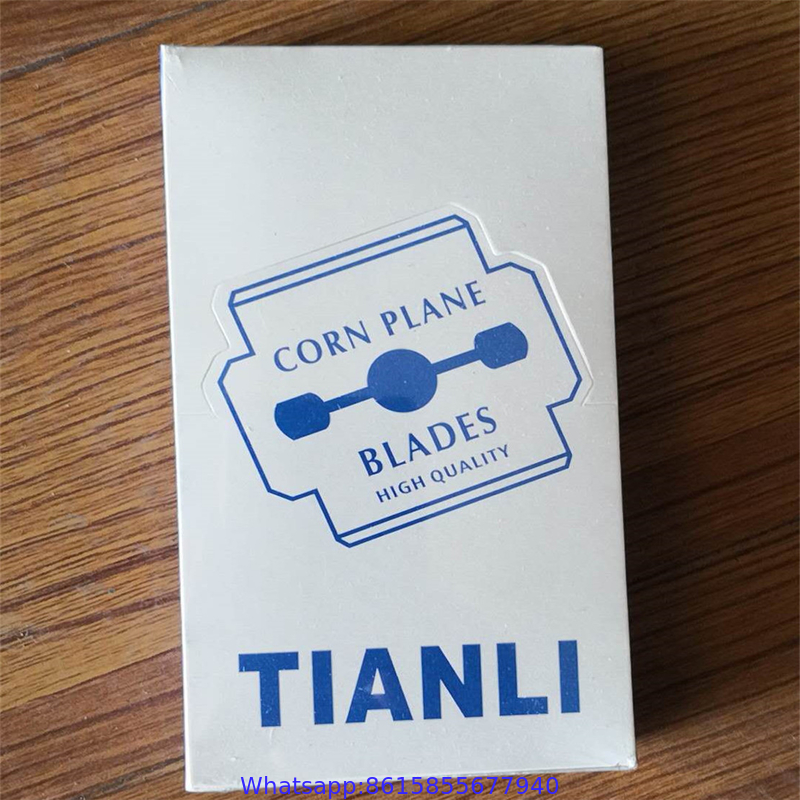 CORN PLANE
BLADES
HIGH QUALITY
TIANLI
Whatsapp:8615855677940